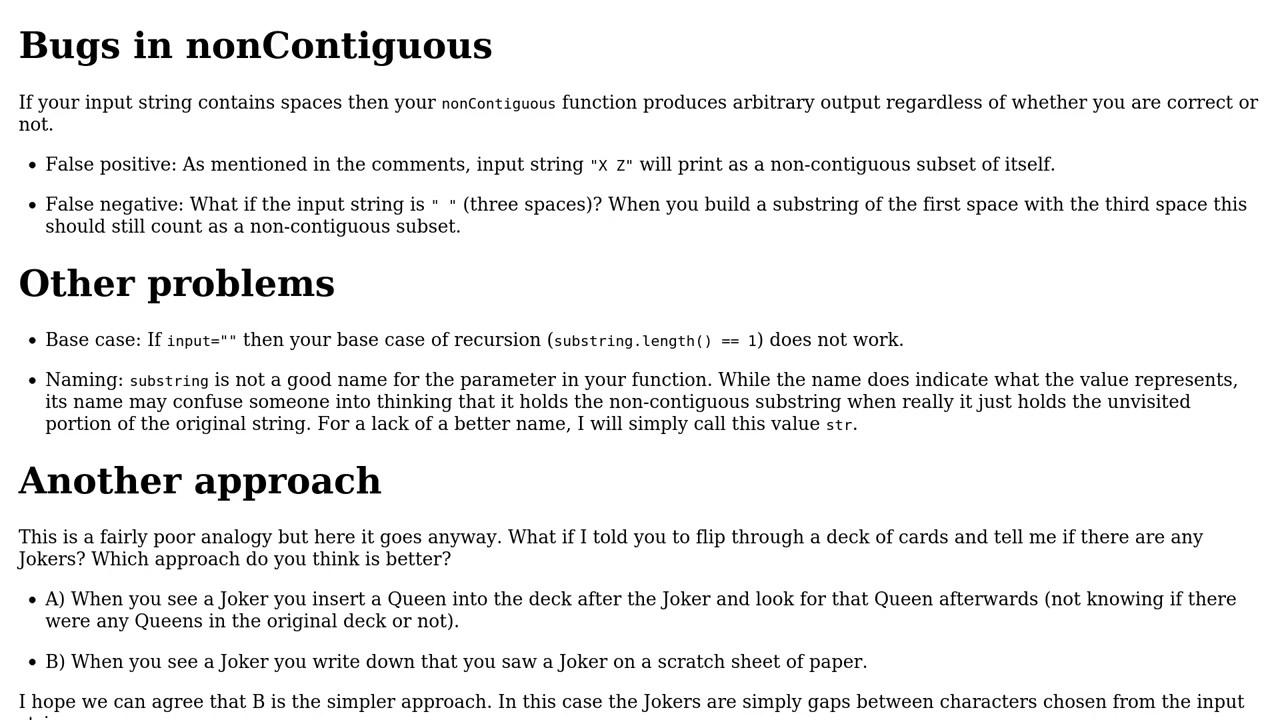 Bugs in nonContiguous
If your input string contains spaces then your nonContiguous function produces arbitrary output regardless of whether you are correct or
not.
• False positive: As mentioned in the comments, input string "X Z" will print as a non-contiguous subset of itself.
• False negative: What if the input string is " " (three spaces)? When you build a substring of the first space with the third space this
should still count as a non-contiguous subset.
Other problems
• Base case: If input="" then your base case of recursion (substring.length() == 1) does not work.
• Naming: substring is not a good name for the parameter in your function. While the name does indicate what the value represents,
its name may confuse someone into thinking that it holds the non-contiguous substring when really it just holds the unvisited
portion of the original string. For a lack of a better name, I will simply call this value str.
Another approach
This is a fairly poor analogy but here it goes anyway. What if I told you to flip through a deck of cards and tell me if there are any
Jokers? Which approach do you think is better?
• A) When you see a Joker you insert a Queen into the deck after the Joker and look for that Queen afterwards (not knowing if there
were any Queens in the original deck or not).
• B) When you see a Joker you write down that you saw a Joker on a scratch sheet of paper.
I hope we can agree that B is the simpler approach. In this case the Jokers are simply gaps between characters chosen from the input